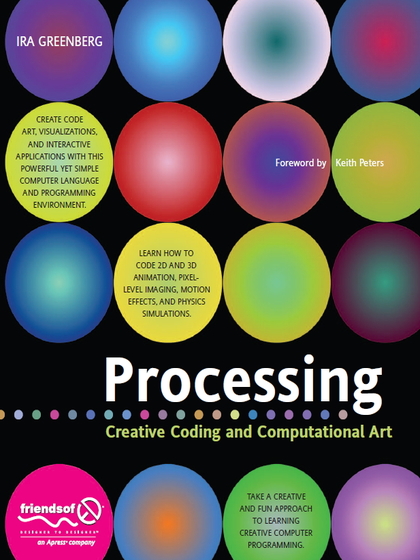 IRA GREENBERG
CREATE CODE
ART, VISUALIZATIONS,
AND INTERACTIVE
APPLICATIONS WITH THIS
POWERFUL YET SIMPLE
COMPUTER LANGUAGE
AND PROGRAMMING
ENVIRONMENT.
Foreword by Keith Peters
LEARN HOW TO
CODE 2D AND 3D
ANIMATION, PIXEL-
LEVEL IMAGING, MOTION
EFFECTS, AND PHYSICS
SIMULATIONS.
Processing
Creative Coding and Computational Art
friendsof
DESIGNER TO DESIGNER
an Apress company
TAKE A CREATIVE
AND FUN APPROACH
TO LEARNING
CREATIVE COMPUTER
PROGRAMMING.